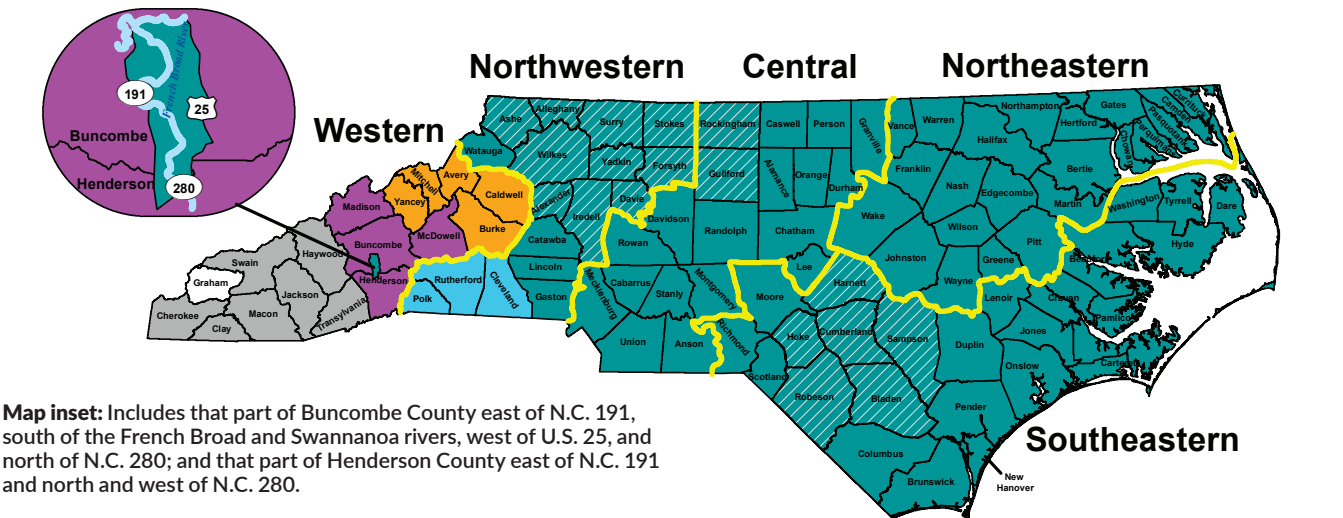 Northwestern
Central
Northeastern
Western
Southeastern
French Broad River
191
25
Buncombe
Henderson
280
Ashe
Alleghany
Surry
Stokes
Rockingham
Caswell
Person
Granville
Vance
Warren
Northampton
Gates
Currituck
Camden
Pasquotank
Perquimans
Chowan
Hertford
Halifax
Bertie
Watauga
Wilkes
Yadkin
Forsyth
Guilford
Alamance
Orange
Durham
Franklin
Nash
Edgecombe
Martin
Washington
Tyrrell
Dare
Avery
Mitchell
Yancey
Caldwell
Burke
Alexander
Iredell
Davie
Davidson
Randolph
Chatham
Wake
Wilson
Pitt
Beaufort
Hyde
Madison
Buncombe
McDowell
Catawba
Rowan
Lee
Johnston
Greene
Wayne
Lenoir
Craven
Pamlico
Swain
Haywood
Henderson
Rutherford
Polk
Cleveland
Lincoln
Gaston
Mecklenburg
Cabarrus
Stanly
Montgomery
Moore
Harnett
Graham
Cherokee
Clay
Macon
Jackson
Transylvania
Union
Anson
Richmond
Scotland
Hoke
Cumberland
Sampson
Duplin
Jones
Onslow
Carteret
Robeson
Bladen
Pender
Columbus
Brunswick
New
Hanover
Map inset: Includes that part of Buncombe County east of N.C. 191,
south of the French Broad and Swannanoa rivers, west of U.S. 25, and
north of N.C. 280; and that part of Henderson County east of N.C. 191
and north and west of N.C. 280.